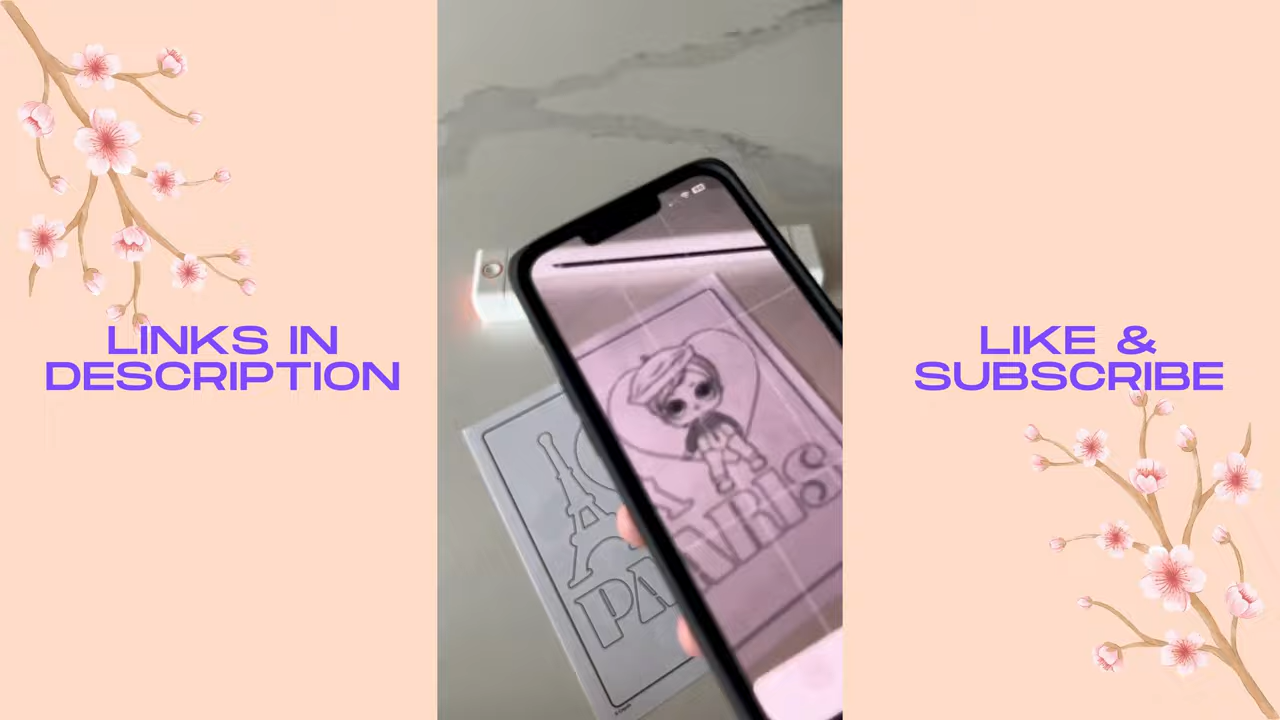 LINKS IN
DESCRIPTION
LIKE &
SUBSCRIBE
PARIS
PA